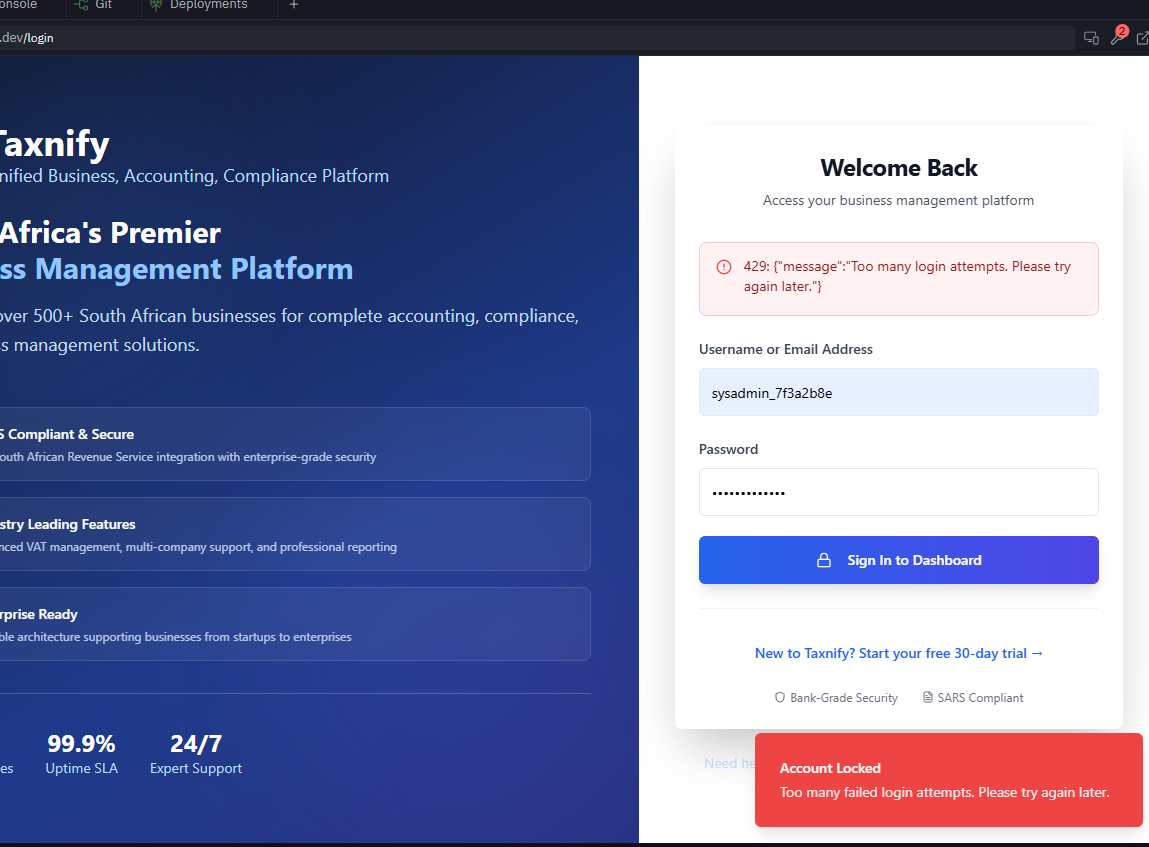 onsole Git Deployments +
.dev/login
2
Taxnify
nified Business, Accounting, Compliance Platform
Africa's Premier
ss Management Platform
over 500+ South African businesses for complete accounting, compliance,
s management solutions.
S Compliant & Secure
outh African Revenue Service integration with enterprise-grade security
stry Leading Features
nced VAT management, multi-company support, and professional reporting
rprise Ready
ble architecture supporting businesses from startups to enterprises
es
99.9%
Uptime SLA
24/7
Expert Support
Welcome Back
Access your business management platform
429: {"message":"Too many login attempts. Please try
again later."}
Username or Email Address
sysadmin_7f3a2b8e
Password
•••••••••••••
Sign In to Dashboard
New to Taxnify? Start your free 30-day trial →
Bank-Grade Security SARS Compliant
Need he
Account Locked
Too many failed login attempts. Please try again later.